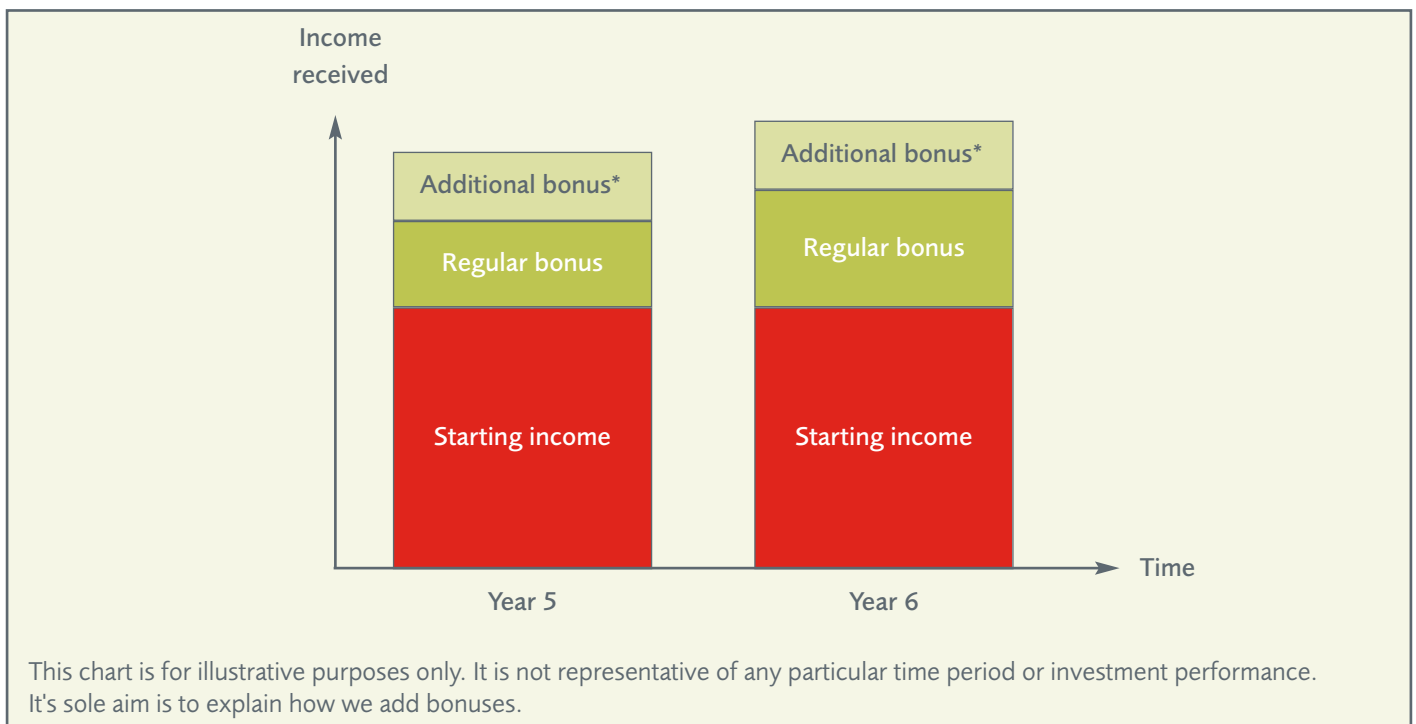 Income
received
Additional bonus*
Additional bonus*
Regular bonus
Regular bonus
Starting income
Starting income
Time
Year 5
Year 6
This chart is for illustrative purposes only. It is not representative of any particular time period or investment performance.
It's sole aim is to explain how we add bonuses.